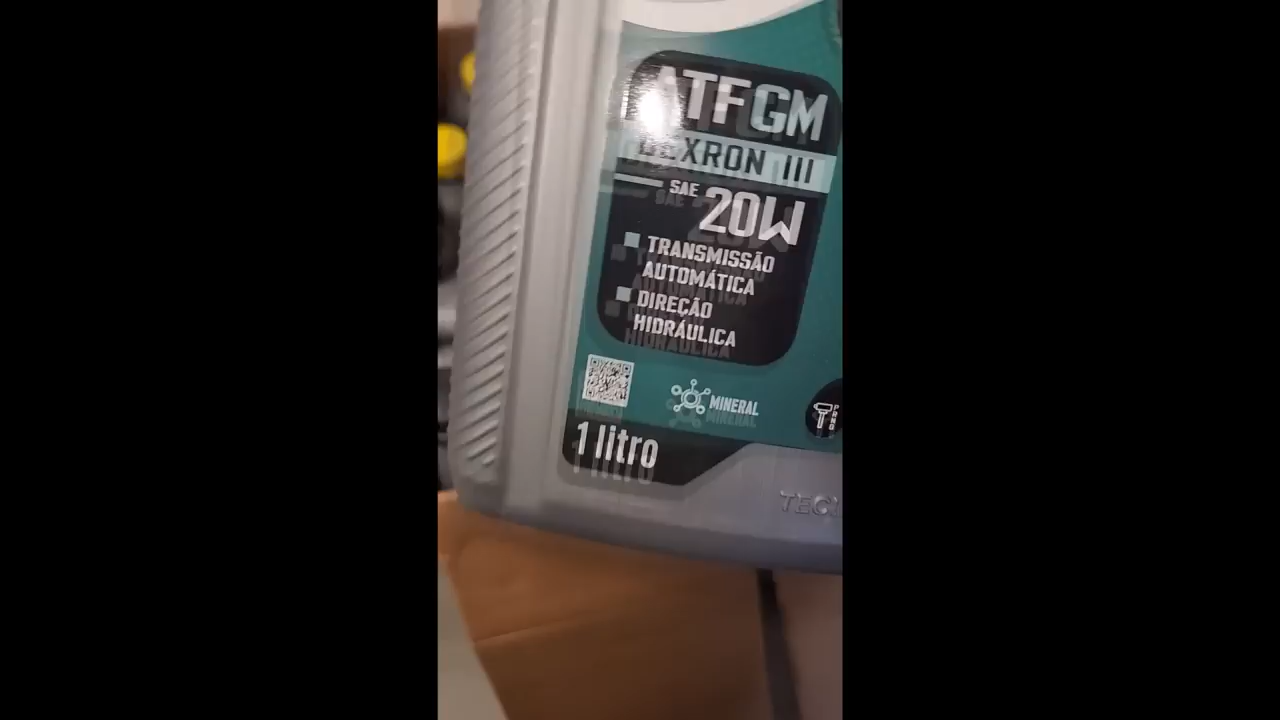 ATF GM
DEXRON III
SAE 20W
TRANSMISSÃO
AUTOMÁTICA
DIREÇÃO
HIDRÁULICA
MINERAL
1 litro